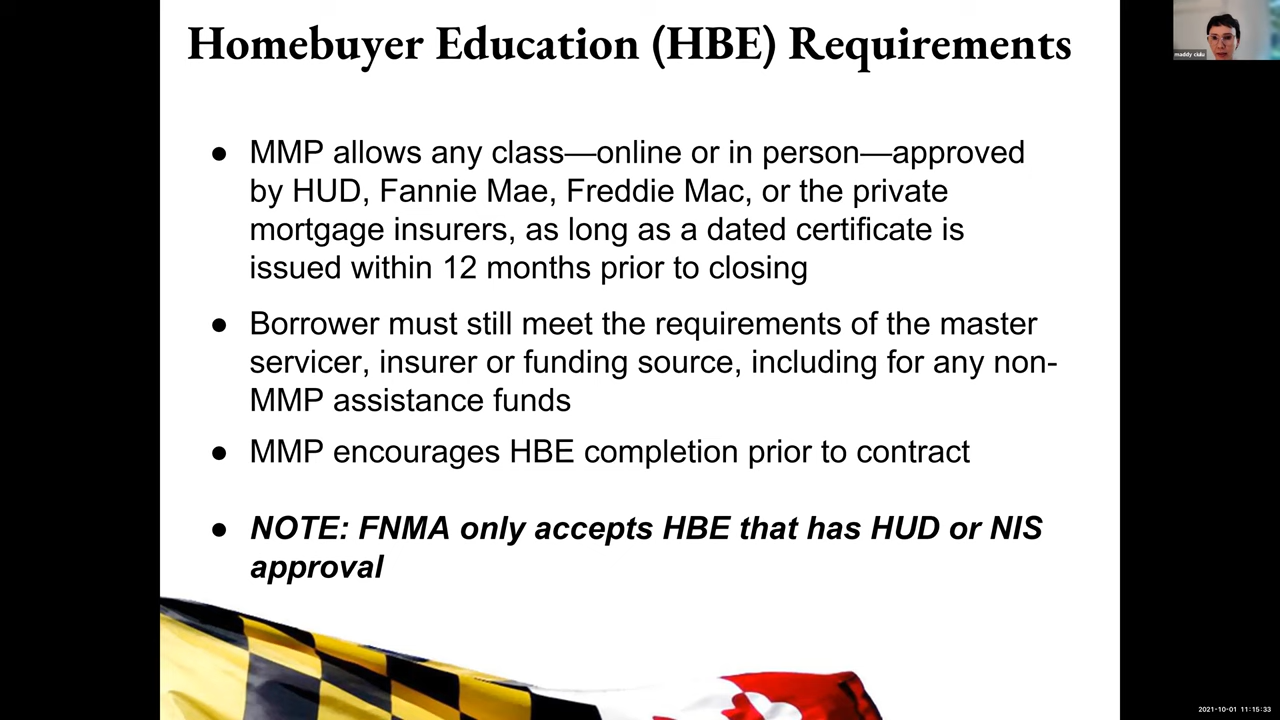 Homebuyer Education (HBE) Requirements
● MMP allows any class—online or in person—approved
by HUD, Fannie Mae, Freddie Mac, or the private
mortgage insurers, as long as a dated certificate is
issued within 12 months prior to closing
● Borrower must still meet the requirements of the master
servicer, insurer or funding source, including for any non-
MMP assistance funds
● MMP encourages HBE completion prior to contract
● NOTE: FNMA only accepts HBE that has HUD or NIS
approval
maddy ciulu
2021-10-01 11:15:33